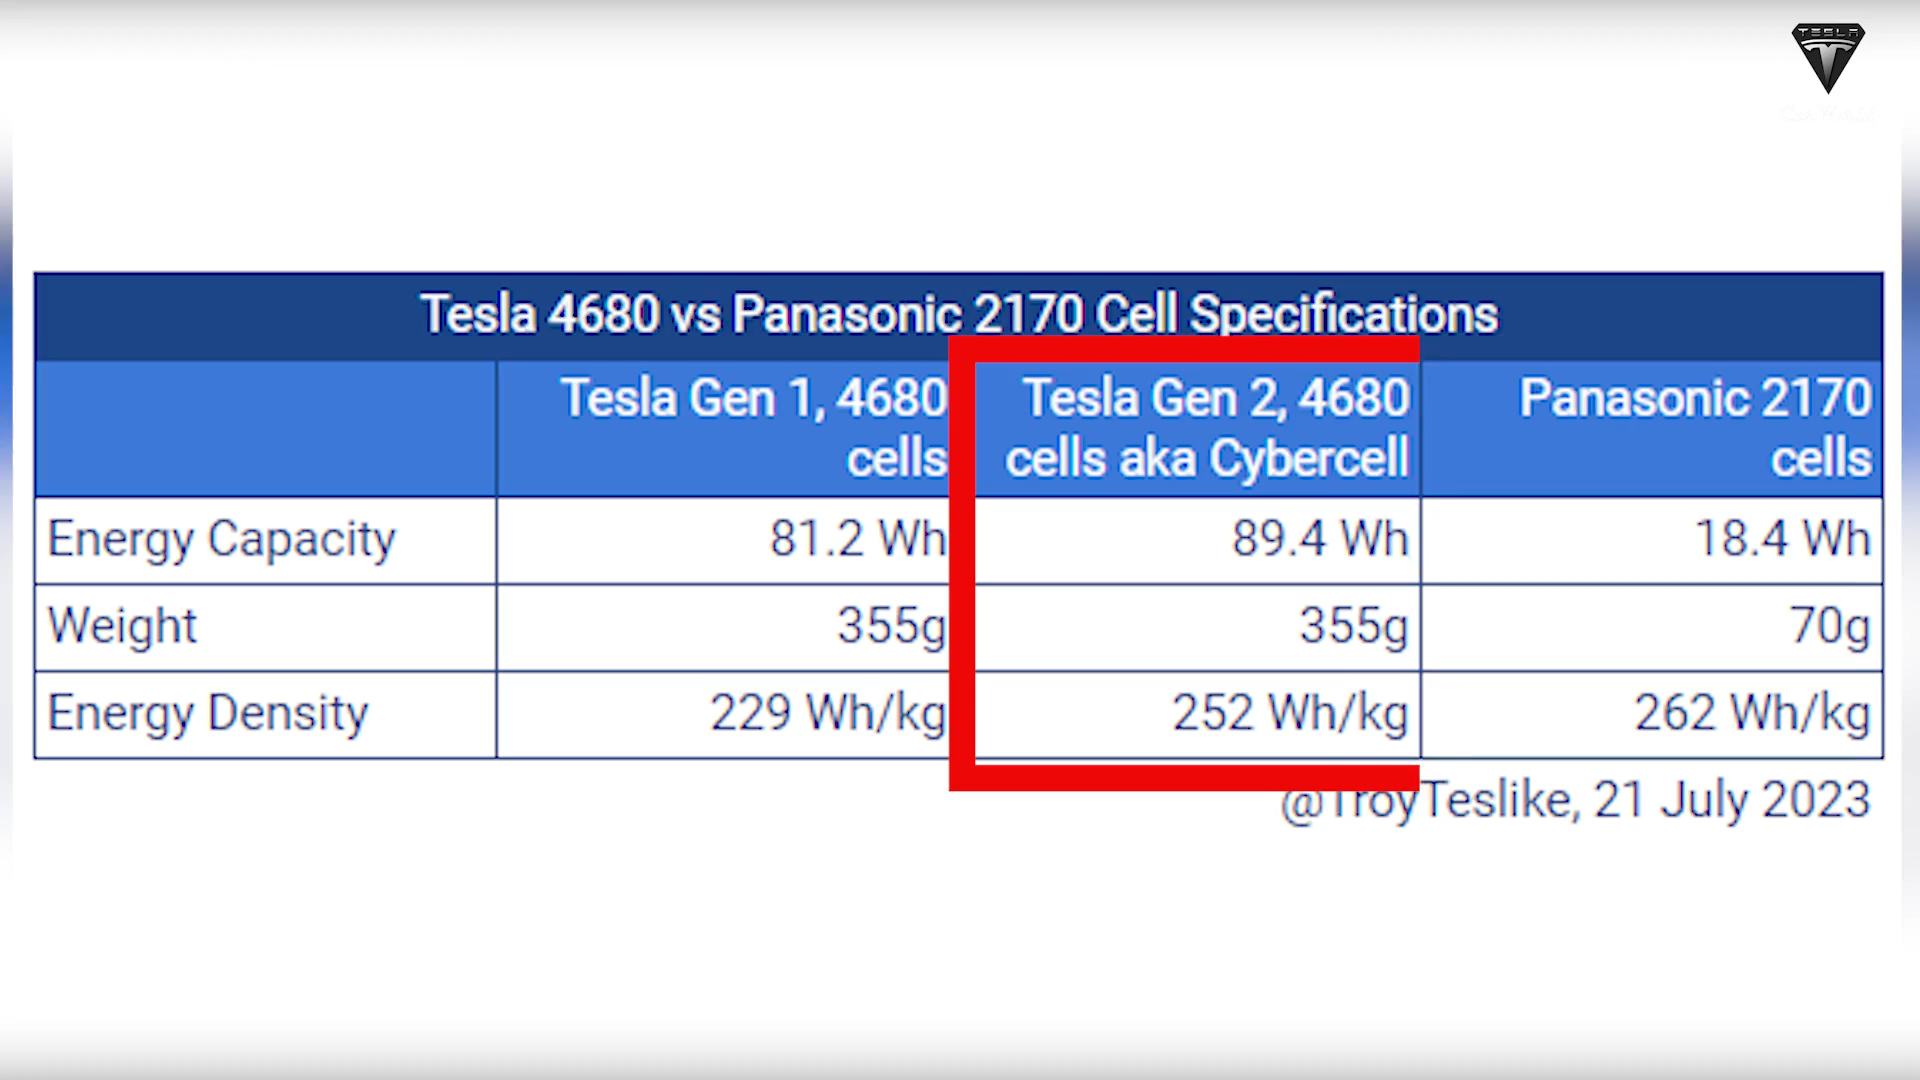 TESLA
Tesla 4680 vs Panasonic 2170 Cell Specifications
Tesla Gen 1, 4680 cells
Tesla Gen 2, 4680 cells aka Cybercell
Panasonic 2170 cells
Energy Capacity 81.2 Wh 89.4 Wh 18.4 Wh
Weight 355g 355g 70g
Energy Density 229 Wh/kg 252 Wh/kg 262 Wh/kg
@TroyTeslike, 21 July 2023